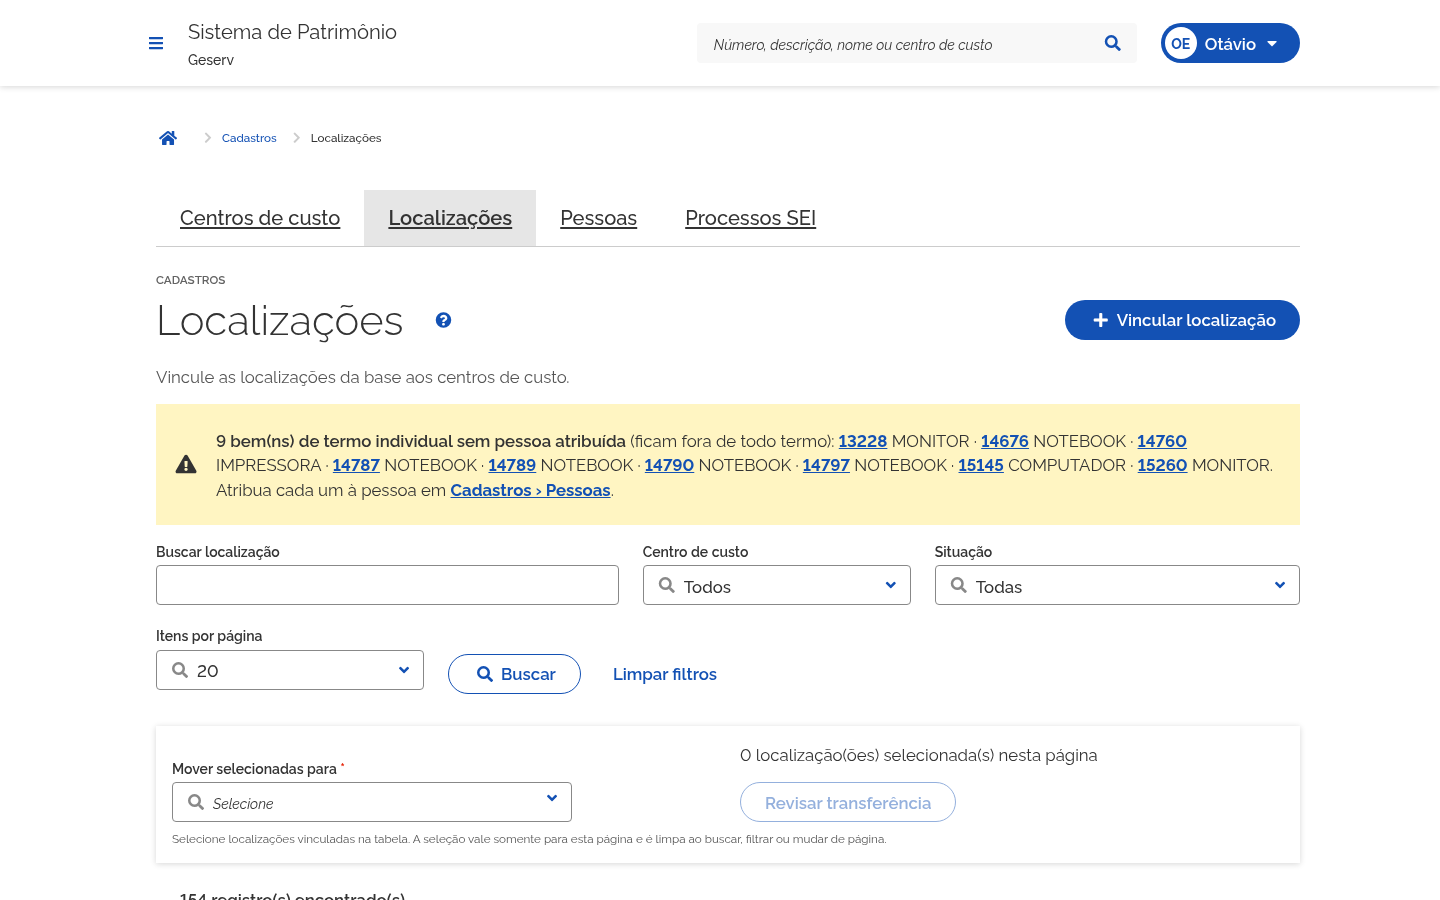 Sistema de Patrimônio
Geserv
Número, descrição, nome ou centro de custo
OE Otávio
Cadastros
Localizações
Centros de custo
Localizações
Pessoas
Processos SEI
CADASTROS
Localizações
Vincular localização
Vincule as localizações da base aos centros de custo.
9 bem(ns) de termo individual sem pessoa atribuída (ficam fora de todo termo): 13228 MONITOR · 14676 NOTEBOOK · 14760
IMPRESSORA · 14787 NOTEBOOK · 14789 NOTEBOOK · 14790 NOTEBOOK · 14797 NOTEBOOK · 15145 COMPUTADOR · 15260 MONITOR.
Atribua cada um à pessoa em Cadastros › Pessoas.
Buscar localização
Centro de custo
Situação
Todos
Todas
Itens por página
20
Buscar
Limpar filtros
0 localização(ões) selecionada(s) nesta página
Mover selecionadas para *
Selecione
Revisar transferência
Selecione localizações vinculadas na tabela. A seleção vale somente para esta página e é limpa ao buscar, filtrar ou mudar de página.
154 registro(s) encontrado(s)